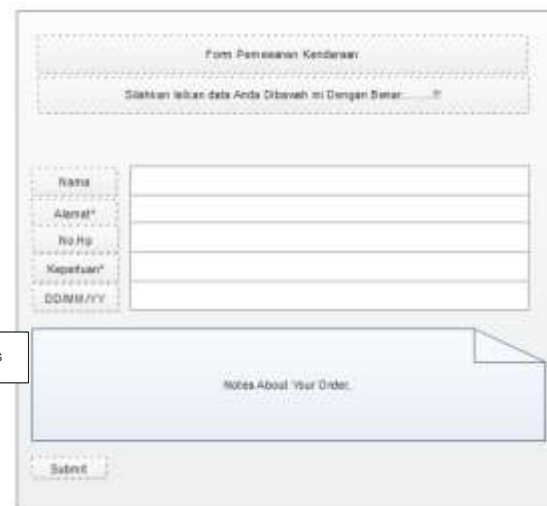 Form Pemesanan Kendaraan
Silahkan Isikan data Anda Dibawah ini Dengan Benar
Nama
Alamat*
No.Hp
Keperluan*
DD/MM/YY
s
Notes About Your Order.
Submit